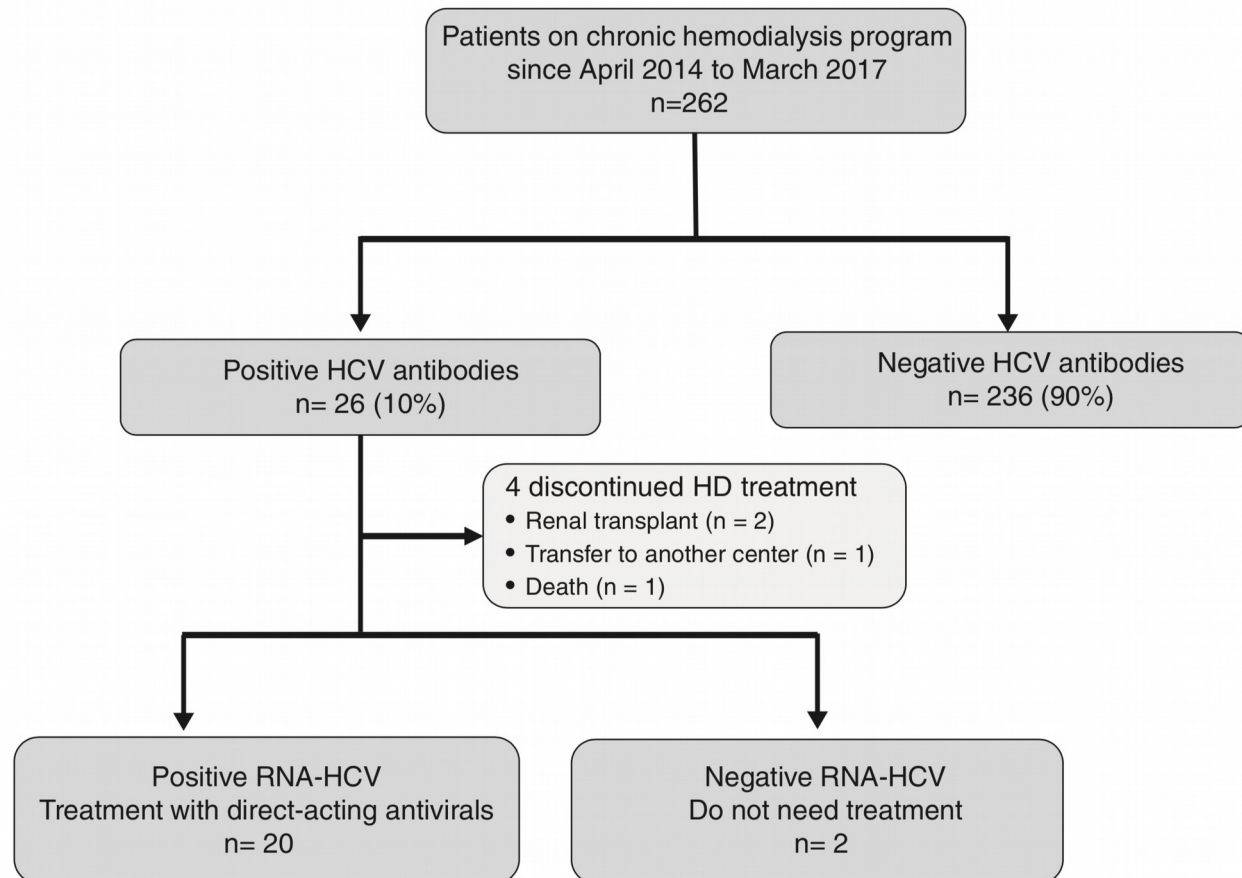 Patients on chronic hemodialysis program
since April 2014 to March 2017
n=262
Positive HCV antibodies
n= 26 (10%)
Negative HCV antibodies
n= 236 (90%)
4 discontinued HD treatment
• Renal transplant (n = 2)
• Transfer to another center (n = 1)
• Death (n = 1)
Positive RNA-HCV
Treatment with direct-acting antivirals
n= 20
Negative RNA-HCV
Do not need treatment
n= 2